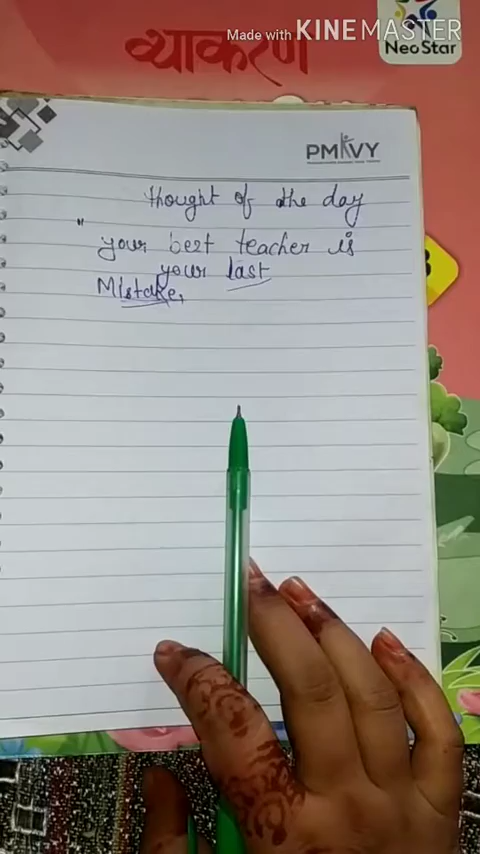 Made with KINEMASTER
NeoStar
व्याकरण
PMKVY
thought of the day
" your best teacher is
your last
Mistake,